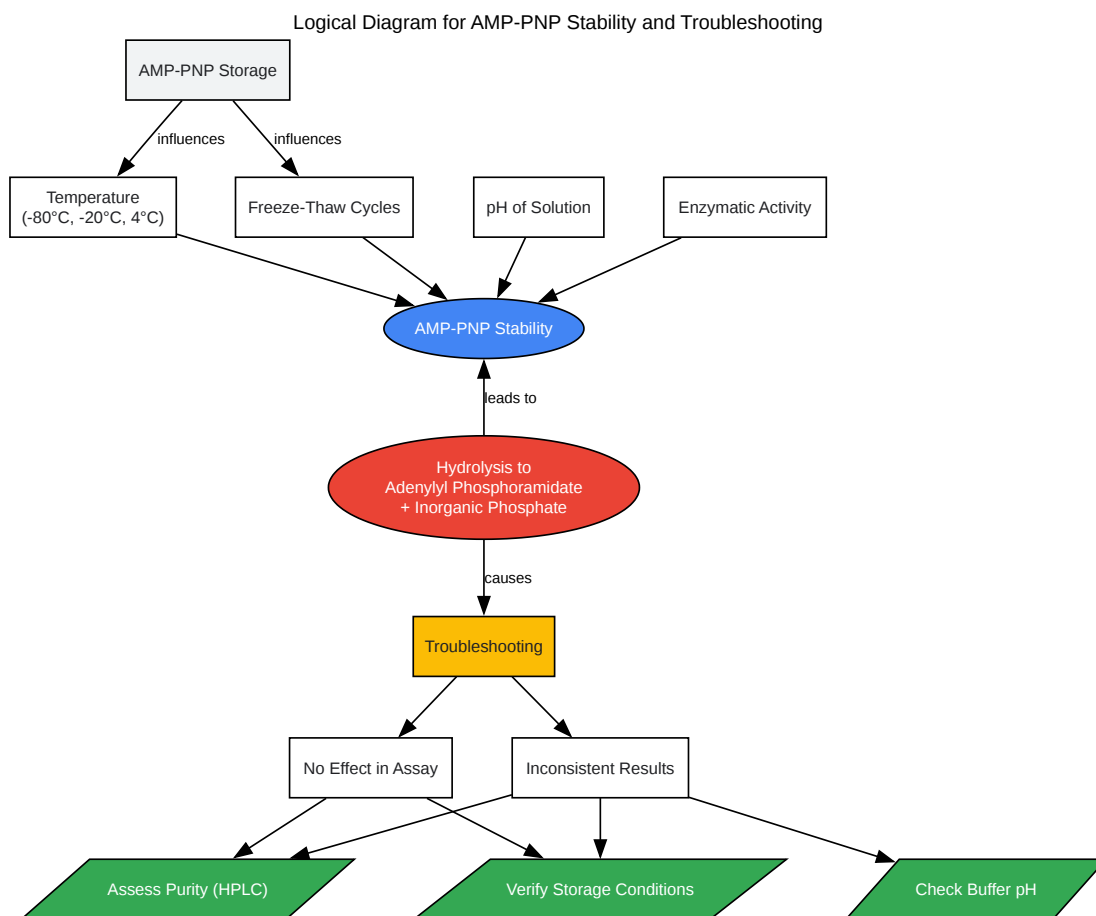 Logical Diagram for AMP-PNP Stability and Troubleshooting
AMP-PNP Storage
influences
influences
Temperature
(-80°C, -20°C, 4°C)
Freeze-Thaw Cycles
pH of Solution
Enzymatic Activity
AMP-PNP Stability
leads to
Hydrolysis to
Adenylyl Phosphoramidate
+ Inorganic Phosphate
causes
Troubleshooting
No Effect in Assay
Inconsistent Results
Assess Purity (HPLC)
Verify Storage Conditions
Check Buffer pH